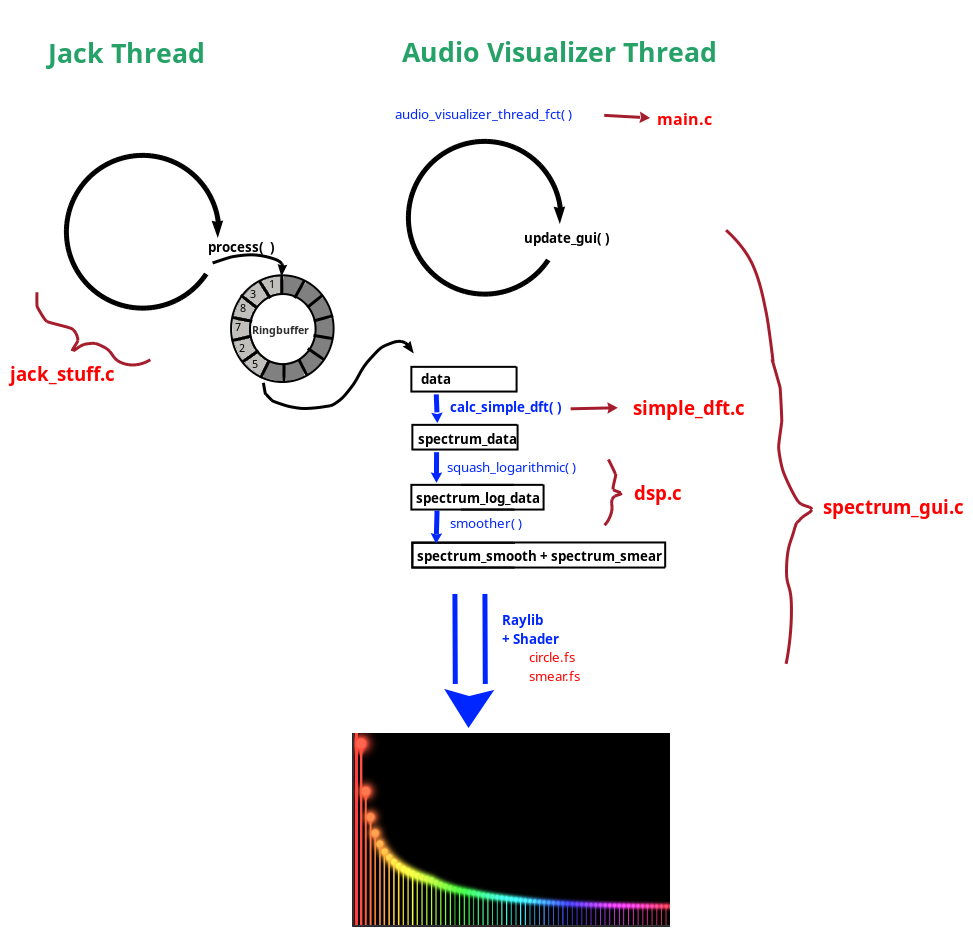 Jack Thread
Audio Visualizer Thread
audio_visualizer_thread_fct( )
main.c
process( )
update_gui( )
1
3
8
7
2
5
Ringbuffer
jack_stuff.c
data
calc_simple_dft( )
simple_dft.c
spectrum_data
squash_logarithmic( )
spectrum_log_data
dsp.c
spectrum_gui.c
smoother( )
spectrum_smooth + spectrum_smear
Raylib
+ Shader
circle.fs
smear.fs